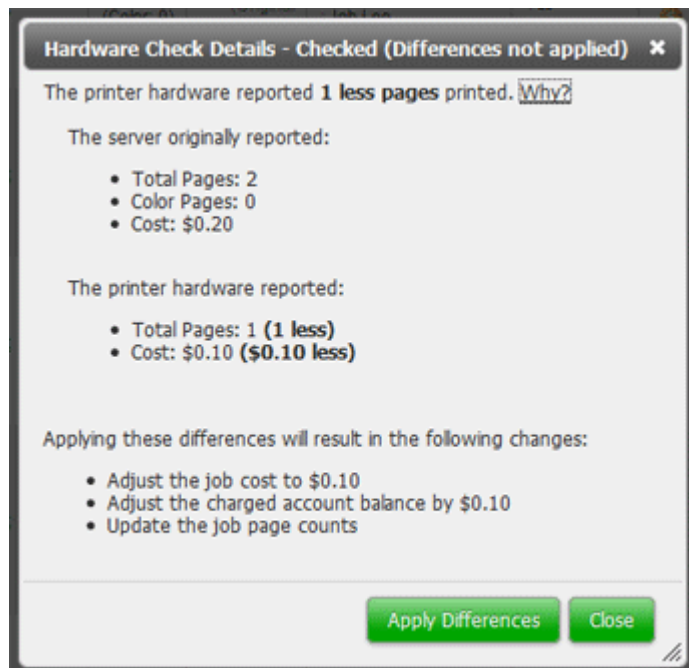 Hardware Check Details - Checked (Differences not applied)
The printer hardware reported 1 less pages printed. Why?
The server originally reported:
• Total Pages: 2
• Color Pages: 0
• Cost: $0.20
The printer hardware reported:
• Total Pages: 1 (1 less)
• Cost: $0.10 ($0.10 less)
Applying these differences will result in the following changes:
• Adjust the job cost to $0.10
• Adjust the charged account balance by $0.10
• Update the job page counts
Apply Differences Close